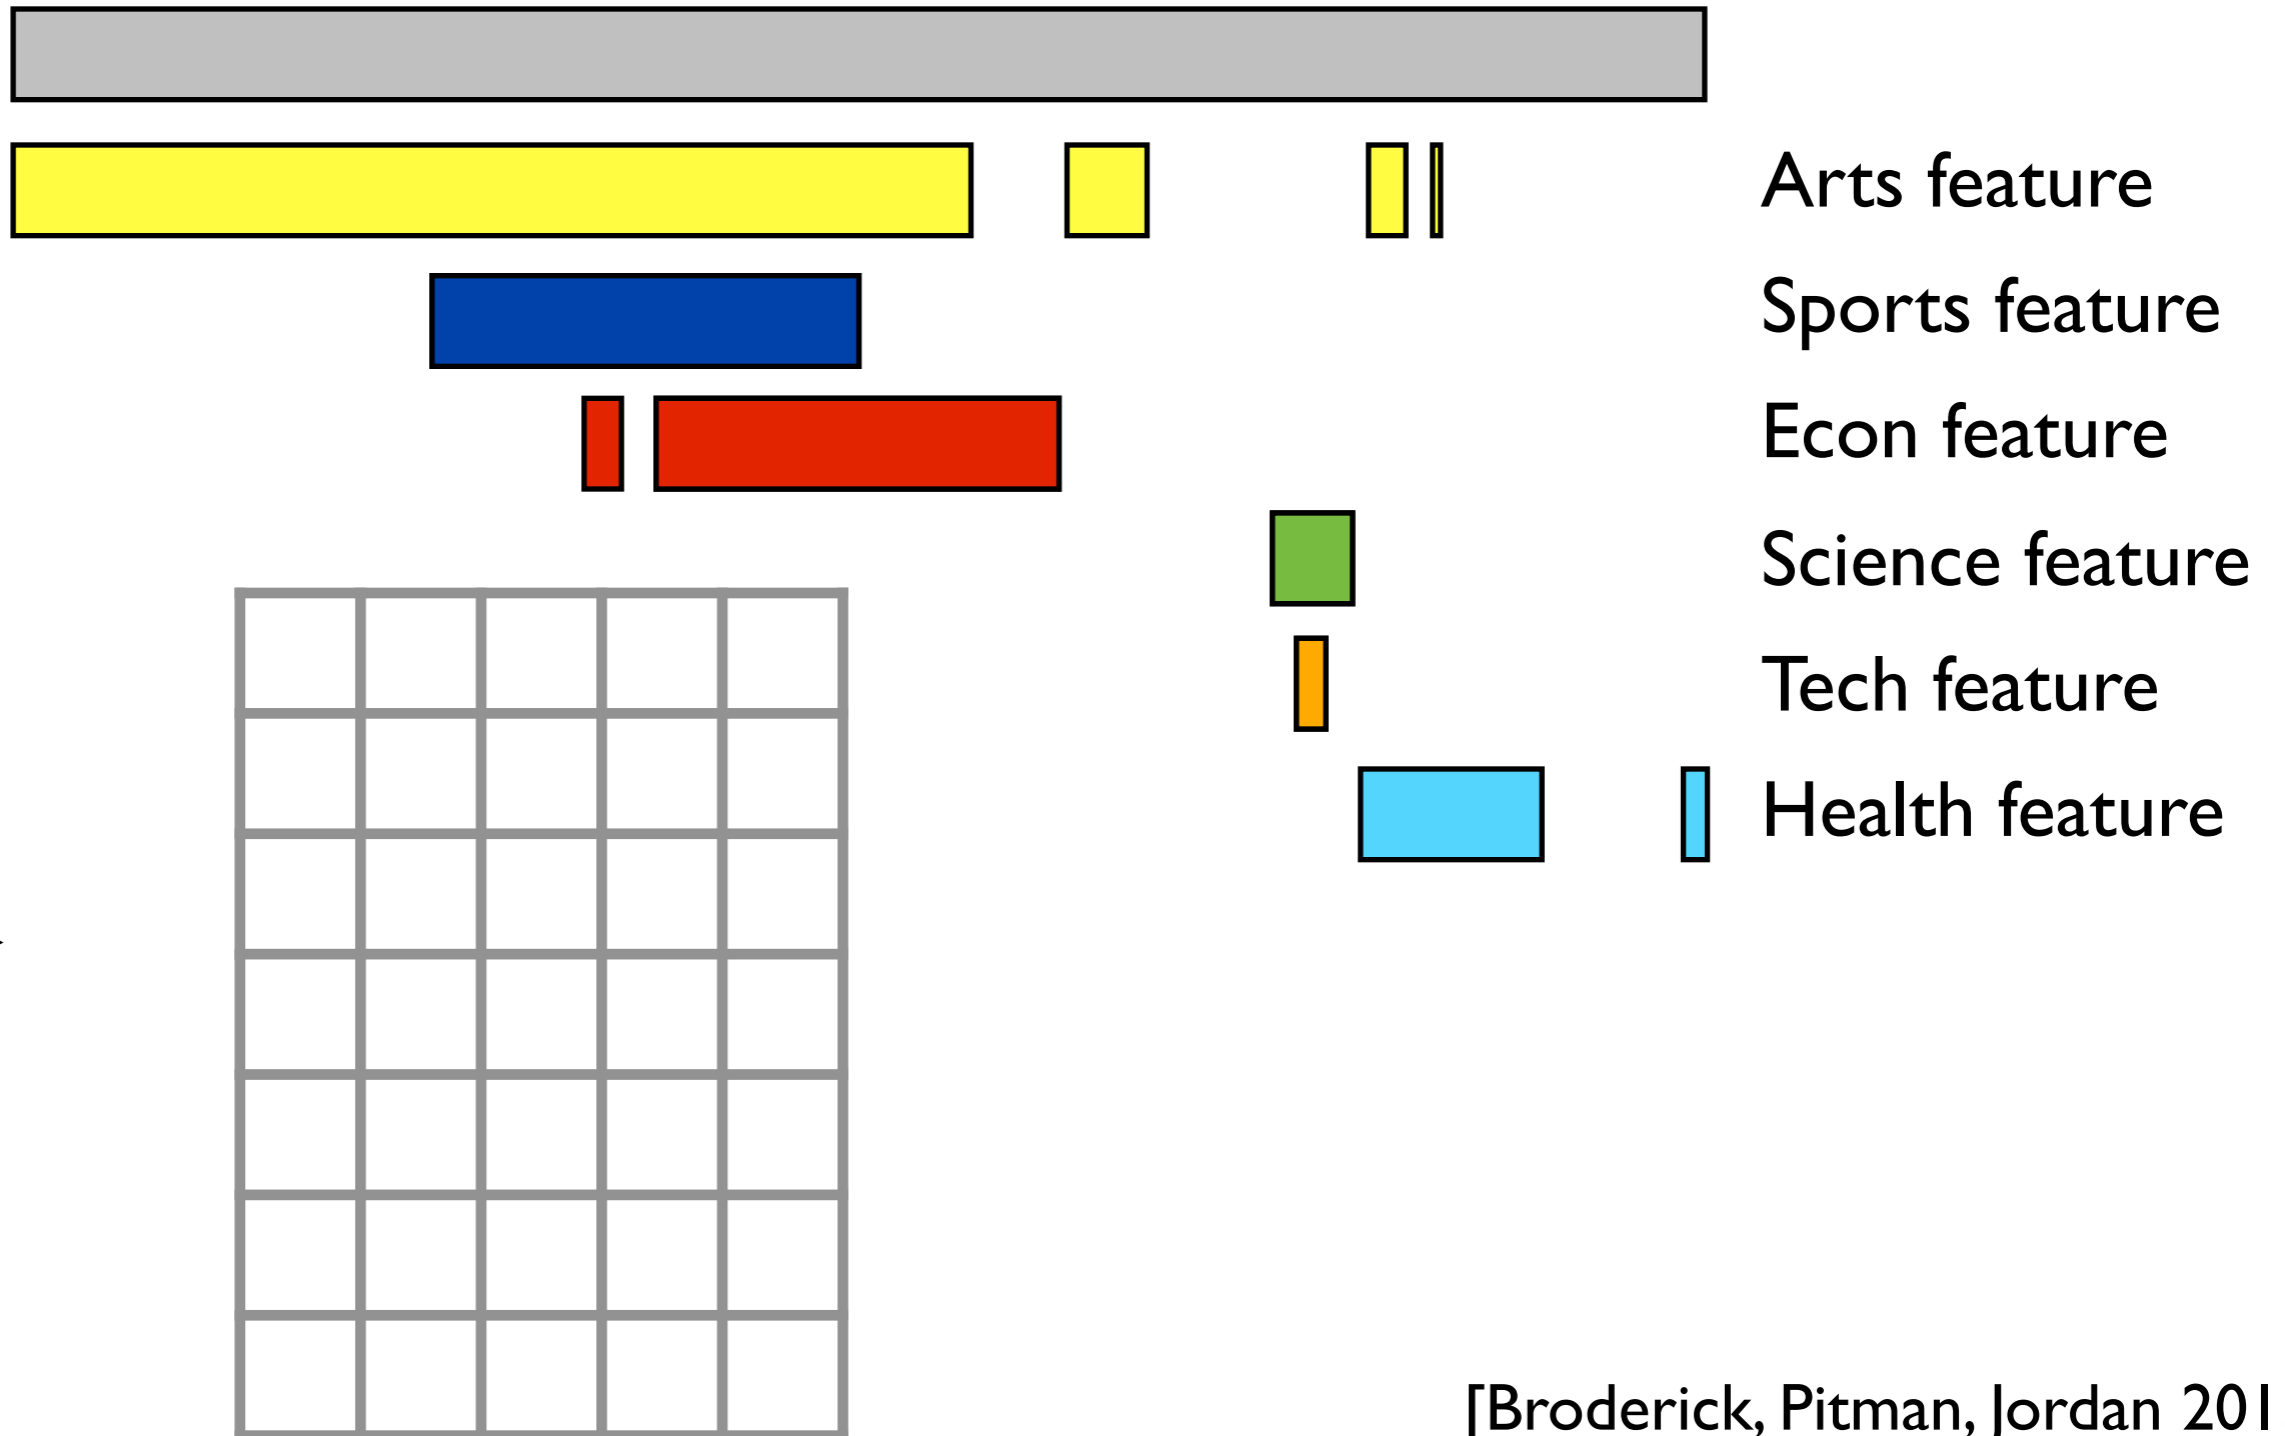 Arts feature
Sports feature
Econ feature
Science feature
Tech feature
Health feature
[Broderick, Pitman, Jordan 201